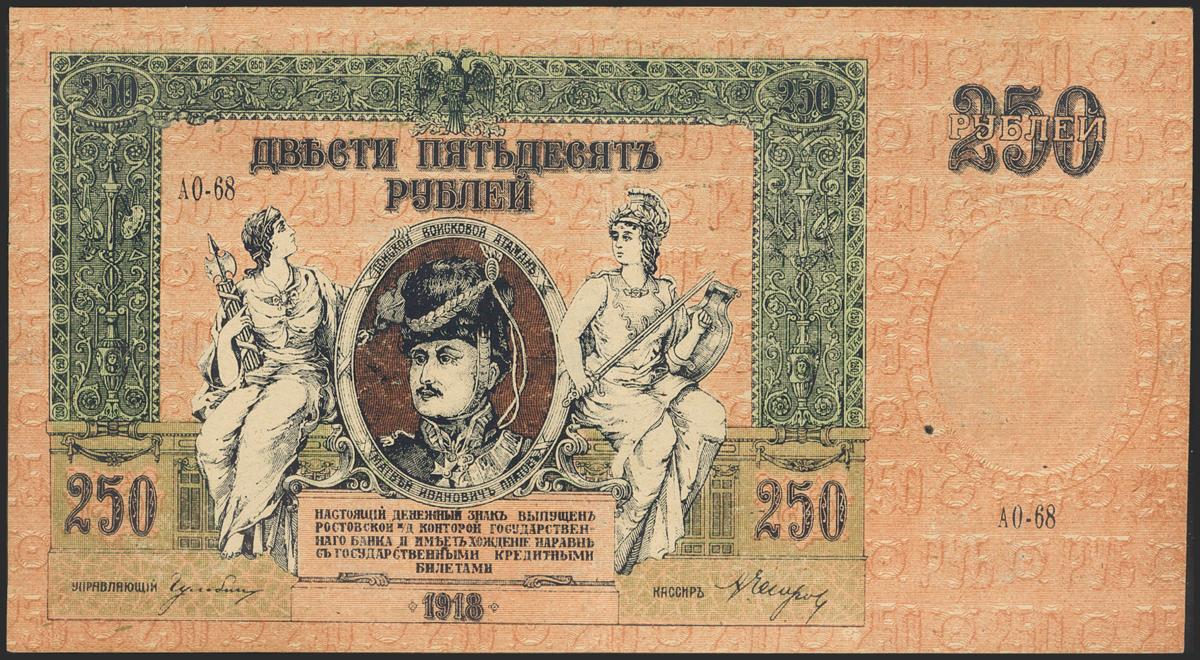 250
250
ДВѢСТИ ПЯТЬДЕСЯТЪ
РУБЛЕЙ
250
РУБЛЕЙ
АО-68
ДОНСКОЙ ВОИСКОВОЙ АТАМАНЪ
МАТВѢЙ ИВАНОВИЧЪ ПЛАТОВЪ
250
250
НАСТОЯЩІЙ ДЕНЕЖНЫЙ ЗНАКЪ ВЫПУЩЕНЪ
РОСТОВСКОЙ Н/Д КОНТОРОЙ ГОСУДАРСТВЕН-
НАГО БАНКА И ИМѢЕТЪ ХОЖДЕНІЕ НАРАВНѢ
СЪ ГОСУДАРСТВЕННЫМИ КРЕДИТНЫМИ
БИЛЕТАМИ
АО-68
УПРАВЛЯЮЩІЙ
КАССИРЪ
1918